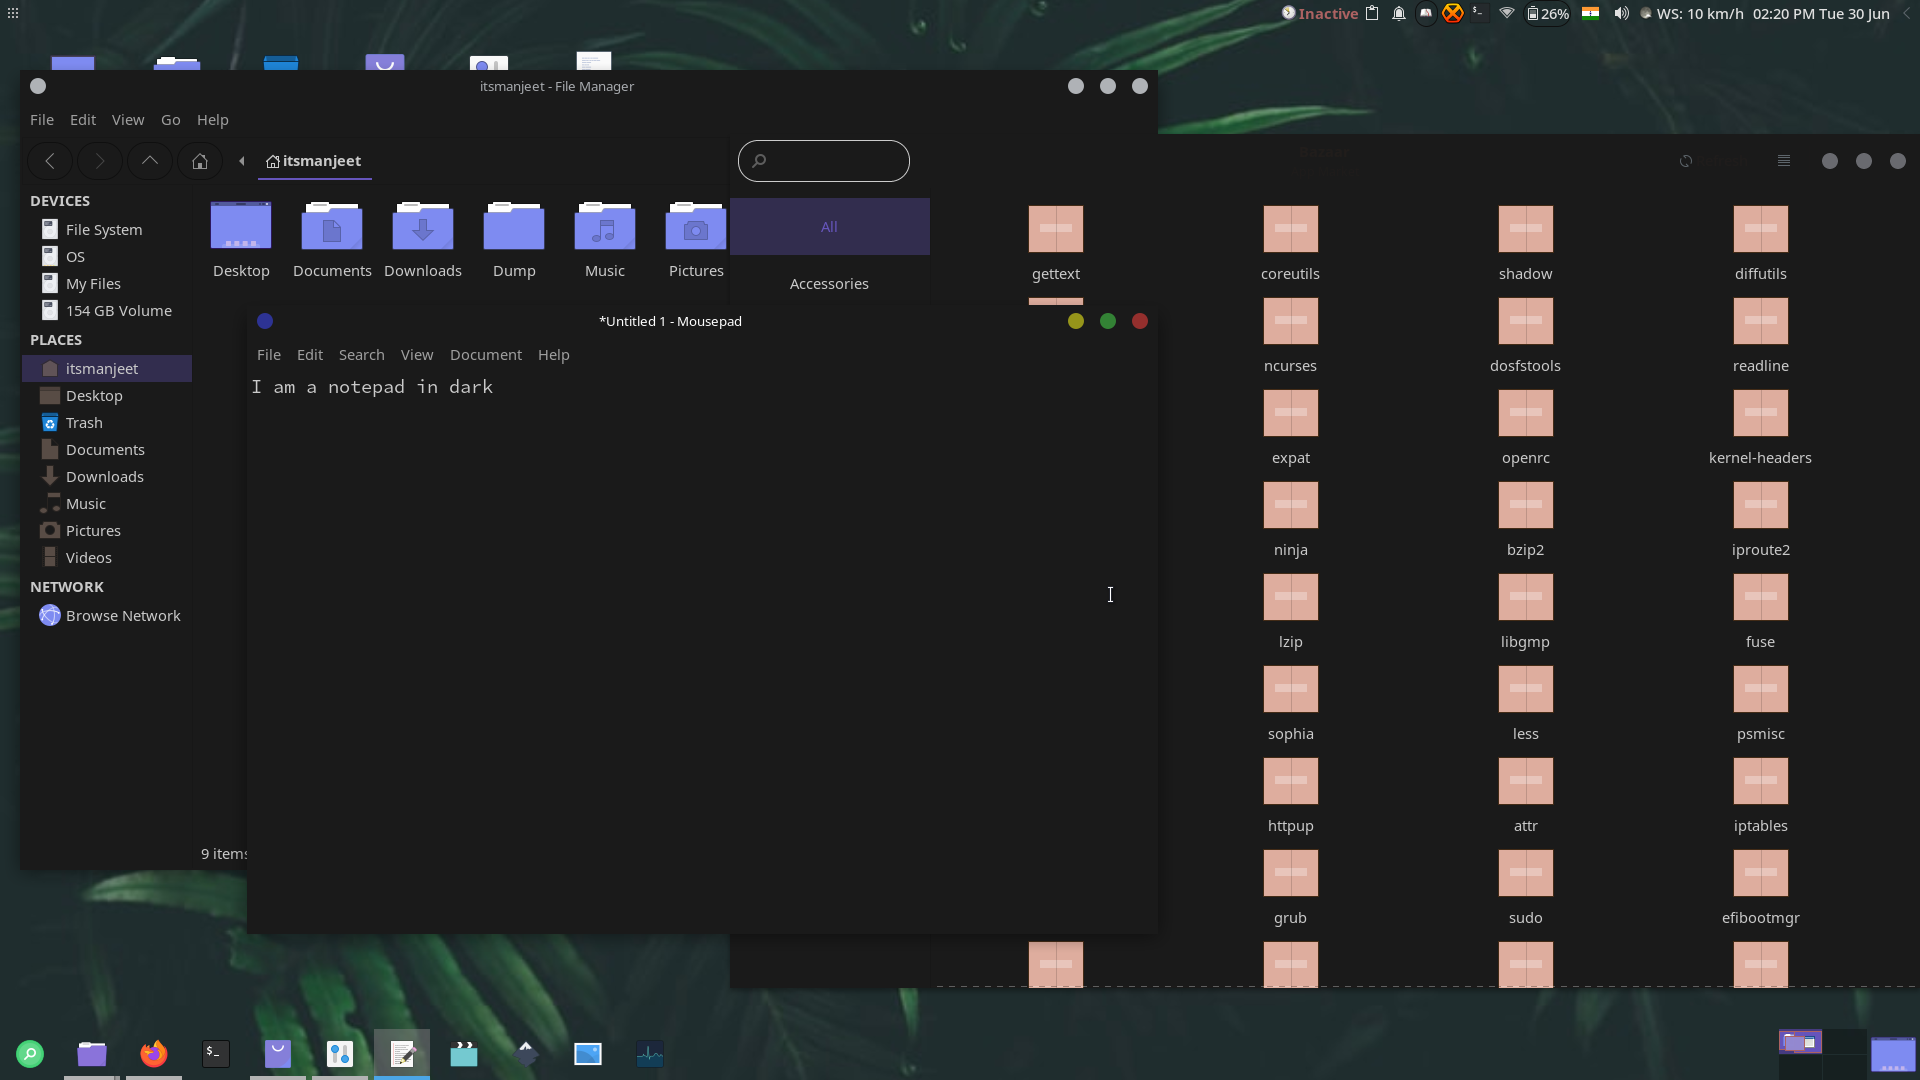 Inactive
26%
WS: 10 km/h 02:20 PM Tue 30 Jun
itsmanjeet - File Manager
File Edit View Go Help
itsmanjeet
DEVICES
File System
OS
My Files
154 GB Volume
PLACES
itsmanjeet
Desktop
Trash
Documents
Downloads
Music
Pictures
Videos
NETWORK
Browse Network
Desktop Documents Downloads Dump Music Pictures
9 items
All
Accessories
gettext coreutils shadow diffutils
ncurses dosfstools readline
expat openrc kernel-headers
ninja bzip2 iproute2
lzip libgmp fuse
sophia less psmisc
httpup attr iptables
grub sudo efibootmgr
*Untitled 1 - Mousepad
File Edit Search View Document Help
I am a notepad in dark
$_